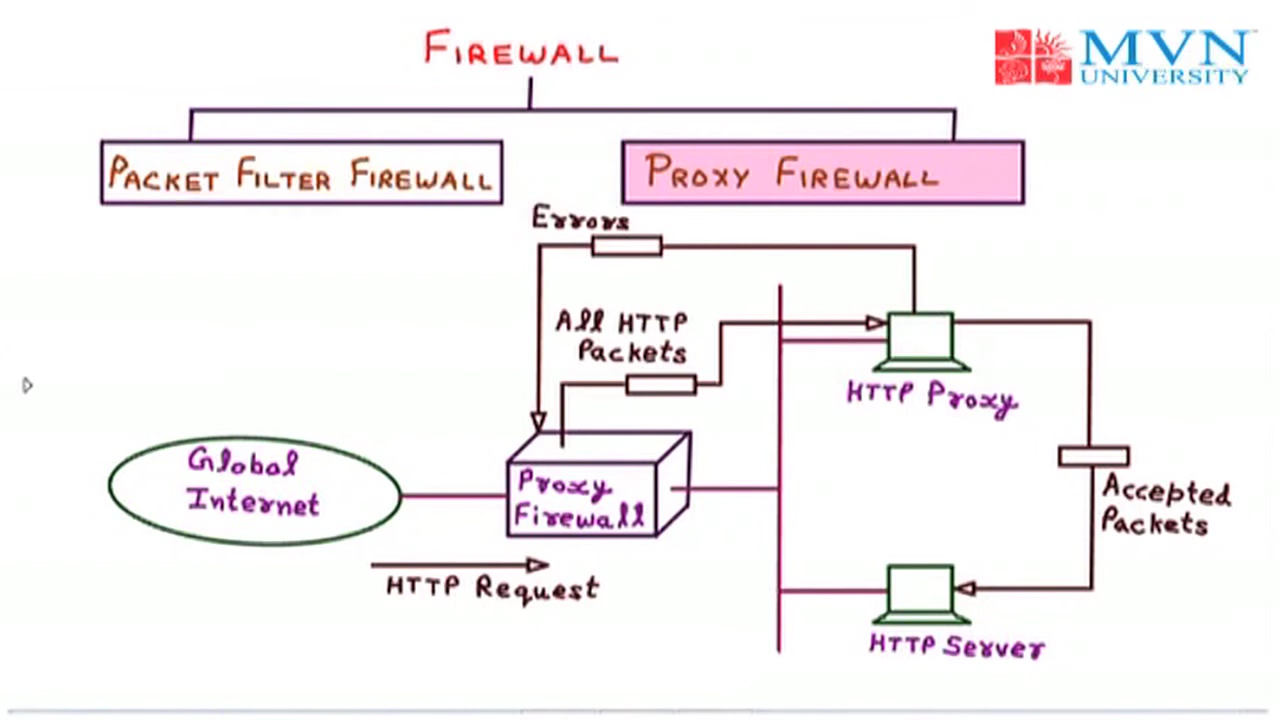 FIREWALL
MVN
UNIVERSITY
PACKET FILTER FIREWALL
PROXY FIREWALL
Errors
All HTTP
Packets
HTTP Proxy
Global
Internet
Proxy
Firewall
Accepted
Packets
HTTP Request
HTTP Server